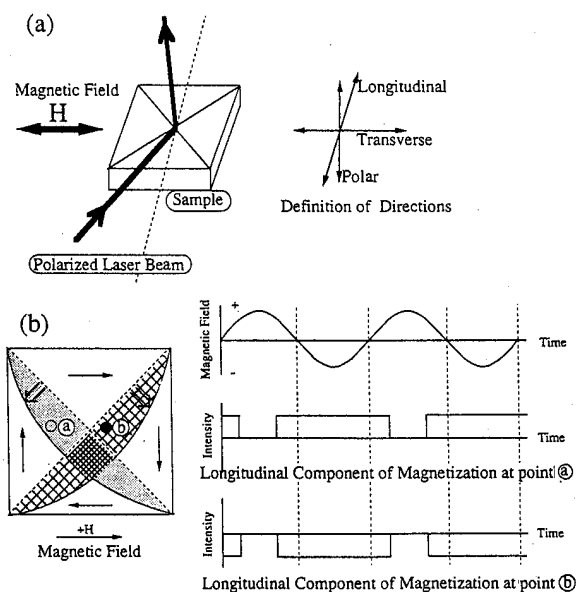 (a)
Magnetic Field
H
Sample
Polarized Laser Beam
Longitudinal
Transverse
Polar
Definition of Directions
(b)
ⓐ
ⓑ
+H
Magnetic Field
Magnetic Field
+
-
Time
Intensity
Time
Longitudinal Component of Magnetization at point ⓐ
Intensity
Time
Longitudinal Component of Magnetization at point ⓑ